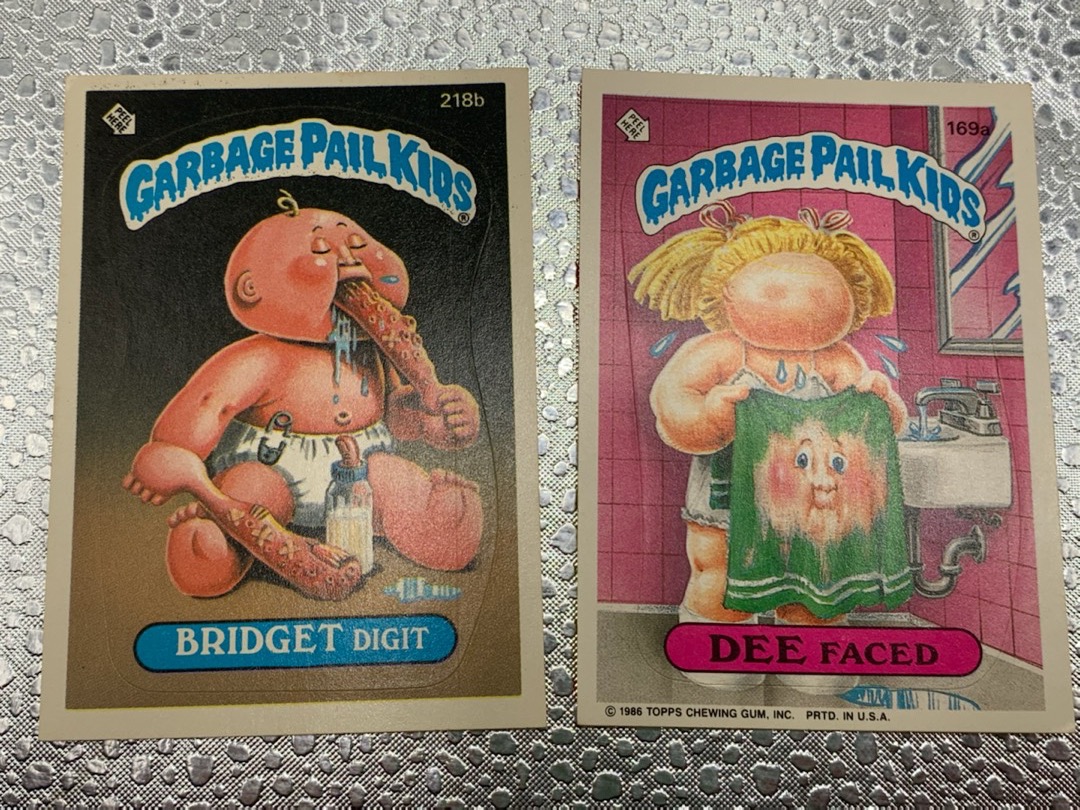 PEEL HERE
218b
GARBAGE PAIL KIDS®
BRIDGET DIGIT
PEEL HERE
169a
GARBAGE PAIL KIDS®
DEE FACED
© 1986 TOPPS CHEWING GUM, INC. PRTD. IN U.S.A.